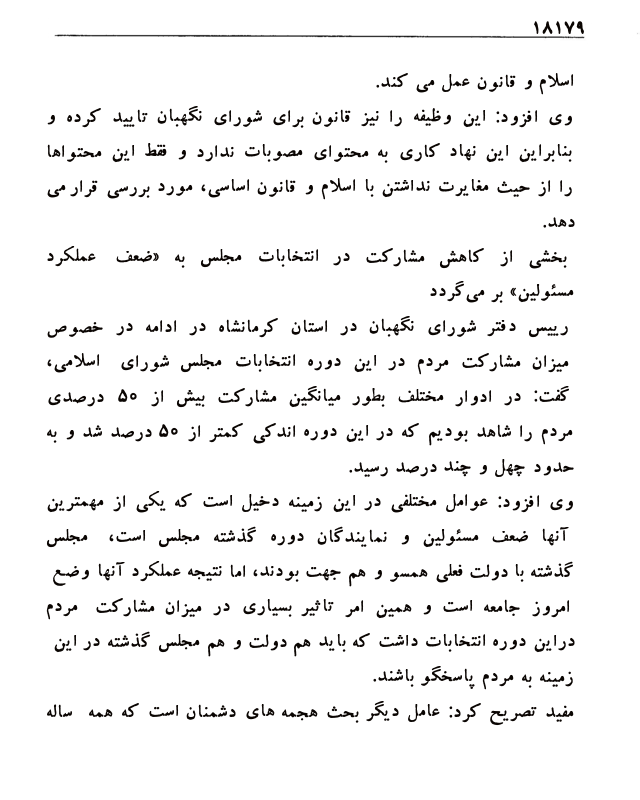 ۱۸۱۷۹
اسلام و قانون عمل می کند.
وی افزود: این وظیفه را نیز قانون برای شورای نگهبان تایید کرده و
بنابراین این نهاد کاری به محتوای مصوبات ندارد و فقط این محتواها
را از حیث مغایرت نداشتن با اسلام و قانون اساسی، مورد بررسی قرار می
دهد.
بخشی از کاهش مشارکت در انتخابات مجلس به «ضعف عملکرد
مسئولین» بر می‌گردد
رییس دفتر شورای نگهبان در استان کرمانشاه در ادامه در خصوص
میزان مشارکت مردم در این دوره انتخابات مجلس شورای اسلامی،
گفت: در ادوار مختلف بطور میانگین مشارکت بیش از ۵۰ درصدی
مردم را شاهد بودیم که در این دوره اندکی کمتر از ۵۰ درصد شد و به
حدود چهل و چند درصد رسید.
وی افزود: عوامل مختلفی در این زمینه دخیل است که یکی از مهمترین
آنها ضعف مسئولین و نمایندگان دوره گذشته مجلس است، مجلس
گذشته با دولت فعلی همسو و هم جهت بودند، اما نتیجه عملکرد آنها وضع
امروز جامعه است و همین امر تاثیر بسیاری در میزان مشارکت مردم
دراین دوره انتخابات داشت که باید هم دولت و هم مجلس گذشته در این
زمینه به مردم پاسخگو باشند.
مفید تصریح کرد: عامل دیگر بحث هجمه های دشمنان است که همه ساله